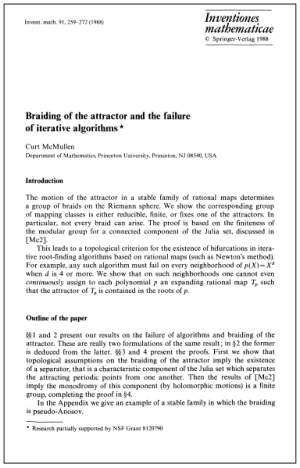 Invent. math. 91, 259-272 (1988)
Inventiones
mathematicae
© Springer-Verlag 1988
Braiding of the attractor and the failure
of iterative algorithms*
Curt McMullen
Department of Mathematics, Princeton University, Princeton, NJ 08540, USA
Introduction
The motion of the attractor in a stable family of rational maps determines
a group of braids on the Riemann sphere. We show the corresponding group
of mapping classes is either reducible, finite, or fixes one of the attractors. In
particular, not every braid can arise. The proof is based on the finiteness of
the modular group for a connected component of the Julia set, discussed in
[Mc2].
This leads to a topological criterion for the existence of bifurcations in itera-
tive root-finding algorithms based on rational maps (such as Newton's method).
For example, any such algorithm must fail on every neighborhood of p(X)=X^d
when d is 4 or more. We show that on such neighborhoods one cannot even
continuously assign to each polynomial p an expanding rational map T_p such
that the attractor of T_p is contained in the roots of p.
Outline of the paper
§§1 and 2 present our results on the failure of algorithms and braiding of the
attractor. These are really two formulations of the same result; in §2 the former
is deduced from the latter. §§3 and 4 present the proofs. First we show that
topological assumptions on the braiding of the attractor imply the existence
of a separator, that is a characteristic component of the Julia set which separates
the attracting periodic points from one another. Then the results of [Mc2]
imply the monodromy of this component (by holomorphic motions) is a finite
group, completing the proof in §4.
In the Appendix we give an example of a stable family in which the braiding
is pseudo-Anosov.
* Research partially supported by NSF Grant 8120790